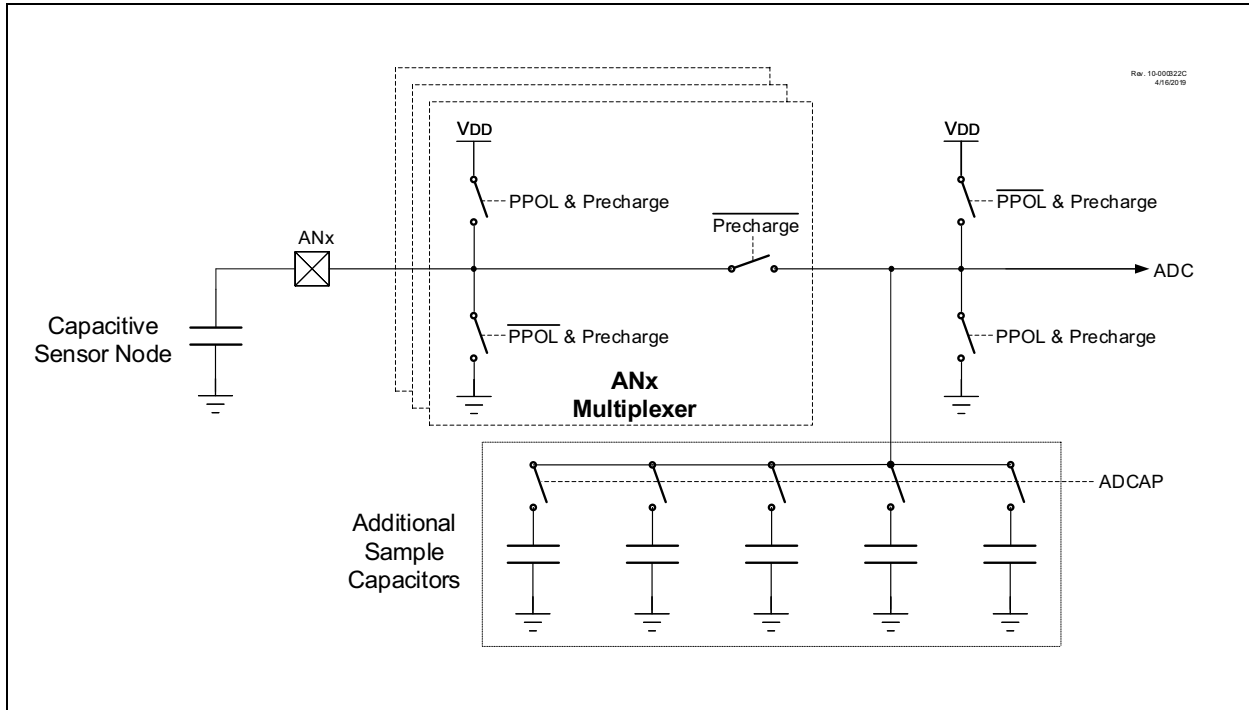 Rev. 10-000322C
4/16/2019
VDD
VDD
PPOL & Precharge
Precharge
PPOL & Precharge
ANx
ADC
Capacitive
Sensor Node
PPOL & Precharge
PPOL & Precharge
ANx
Multiplexer
ADCAP
Additional
Sample
Capacitors